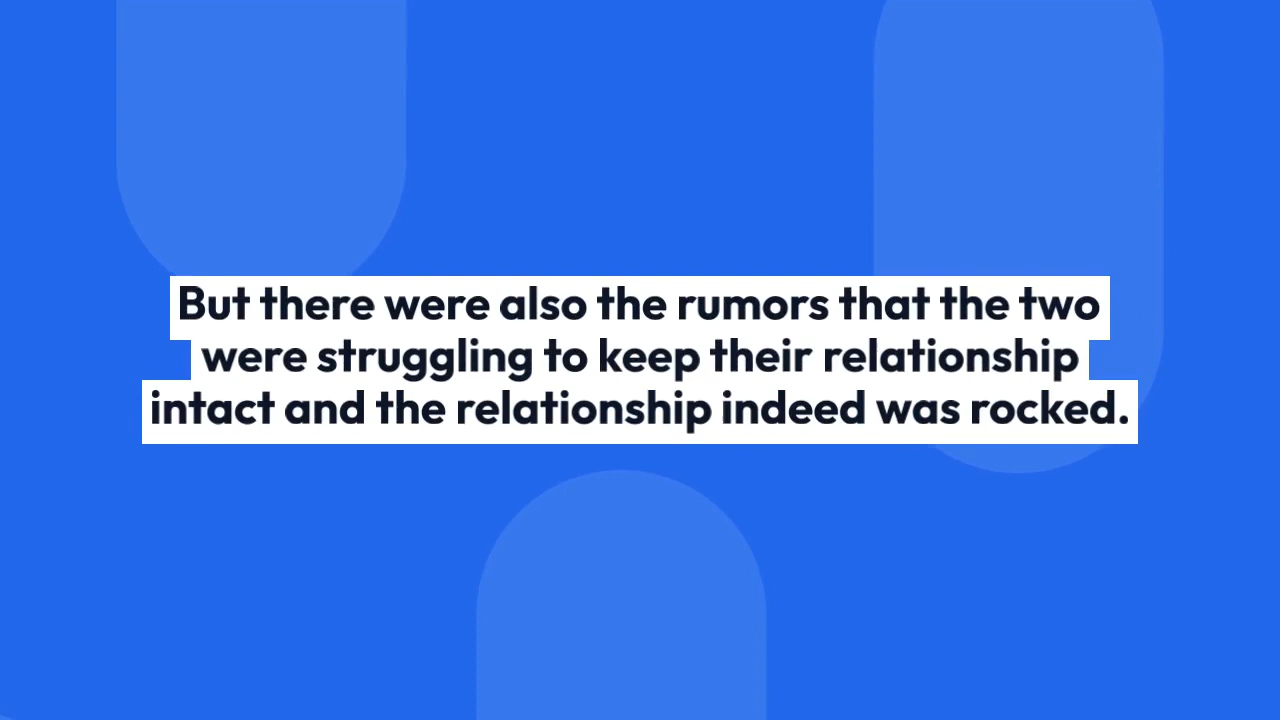 But there were also the rumors that the two
were struggling to keep their relationship
intact and the relationship indeed was rocked.